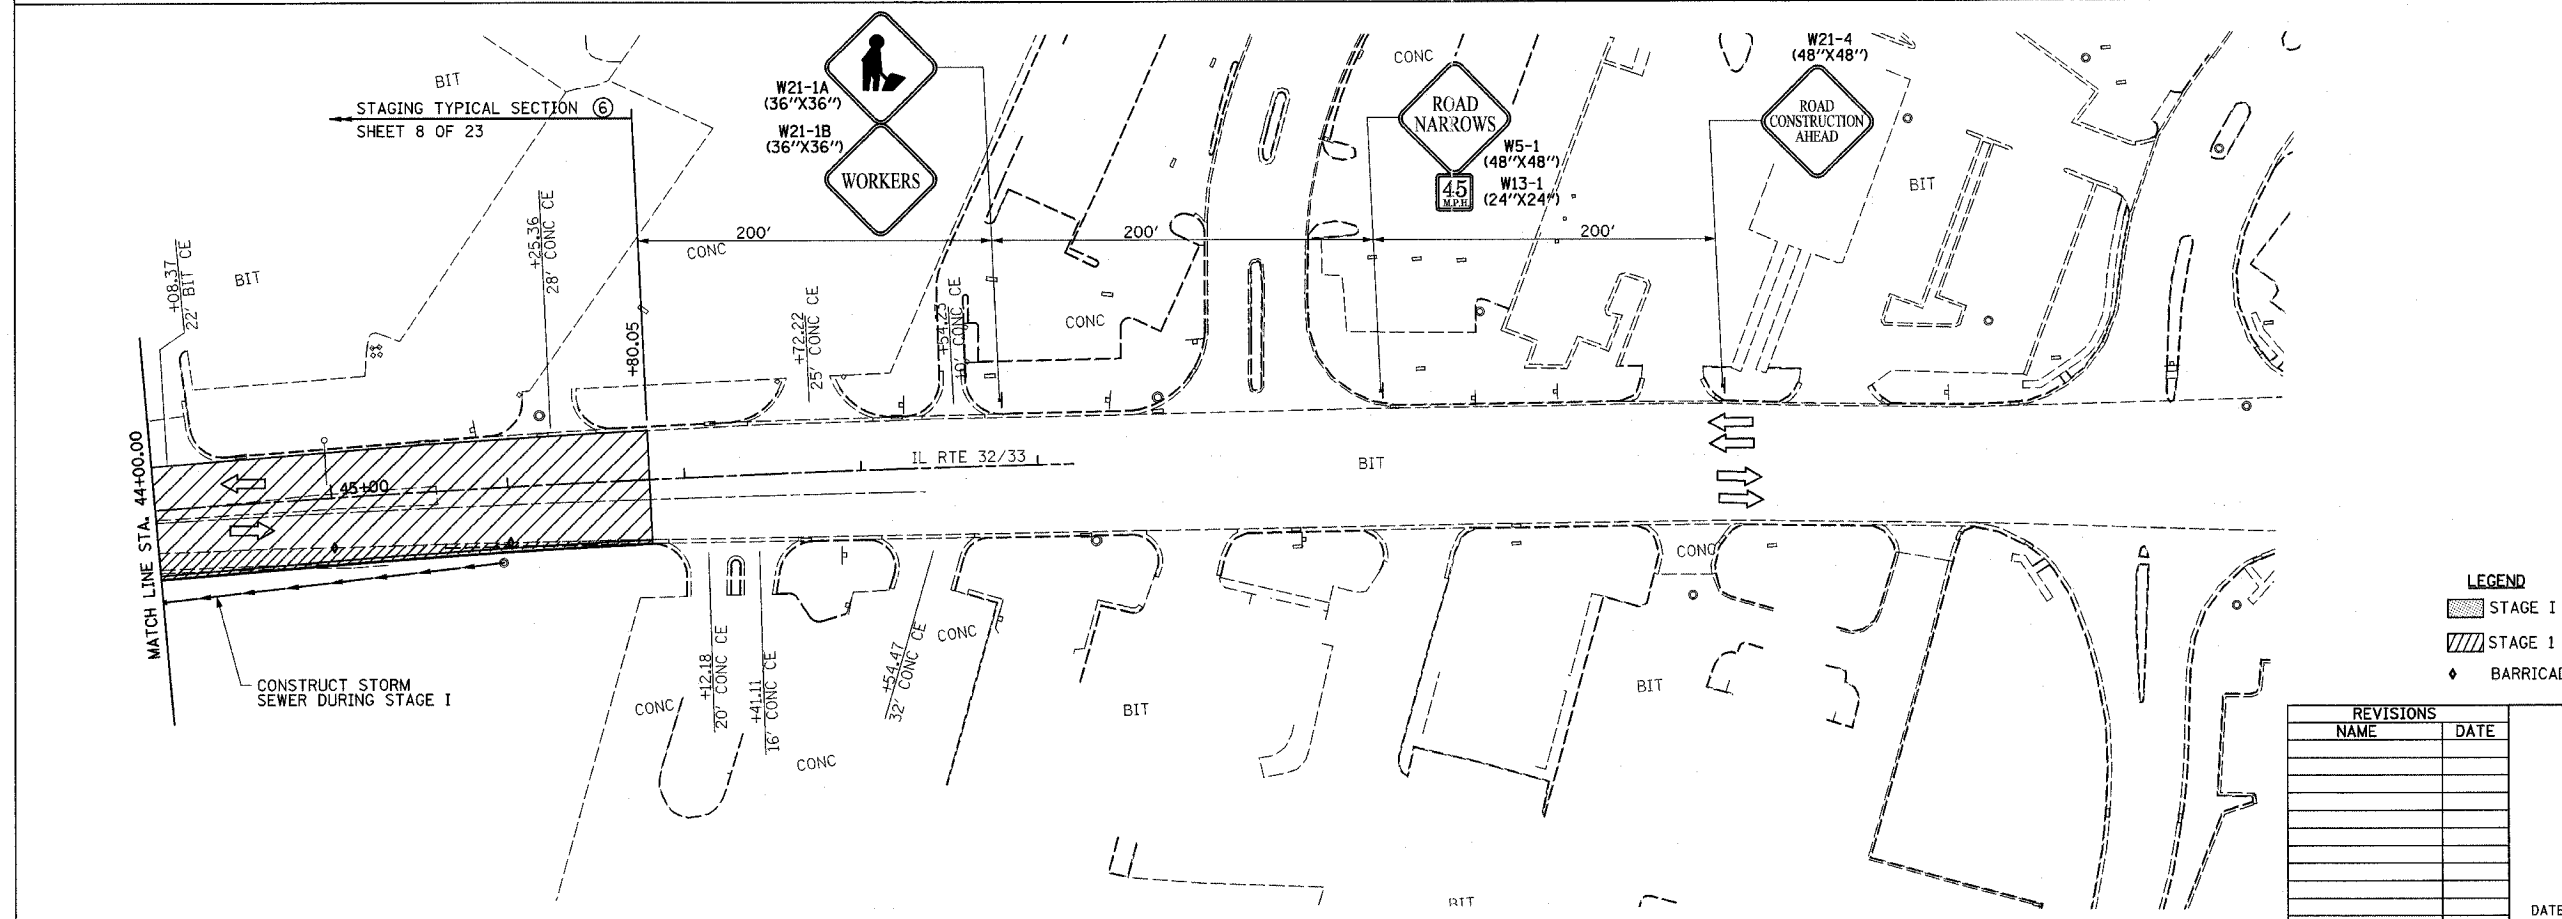 W21-4
(48"X48")
CONC
BIT
W21-1A
(36"X36")
STAGING TYPICAL SECTION 6
SHEET 8 OF 23
ROAD
NARROWS
ROAD
CONSTRUCTION
AHEAD
W21-1B
(36"X36")
W5-1
(48"X48")
WORKERS
45
M.P.H.
W13-1
(24"X24")
BIT
200'
200'
200'
+08.37
22' BIT CE
BIT
+25.36
28' CONC CE
CONC
+80.05
+72.22
25' CONC CE
CONC CE
CONC
MATCH LINE STA. 44+00.00
45+00
IL RTE 32/33
BIT
CONC
LEGEND
STAGE I
STAGE 1
BARRICAD
CONSTRUCT STORM
SEWER DURING STAGE I
CONC
+12.18
20' CONC CE
+41.11
16' CONC CE
CONC
+54.47
32' CONC CE
CONC
BIT
BIT
BIT
REVISIONS
NAME DATE
DATE